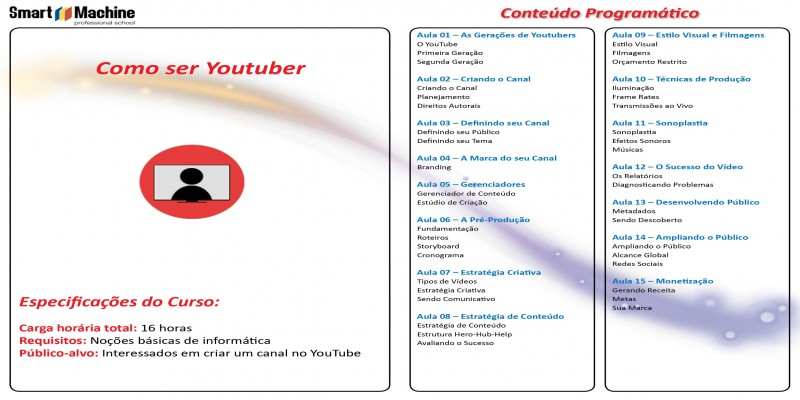 Smart Machine
professional school
Como ser Youtuber
Especificações do Curso:
Carga horária total: 16 horas
Requisitos: Noções básicas de informática
Público-alvo: Interessados em criar um canal no YouTube
Conteúdo Programático
Aula 01 – As Gerações de Youtubers
O YouTube
Primeira Geração
Segunda Geração
Aula 02 – Criando o Canal
Criando o Canal
Planejamento
Direitos Autorais
Aula 03 – Definindo seu Canal
Definindo seu Público
Definindo seu Tema
Aula 04 – A Marca do seu Canal
Branding
Aula 05 – Gerenciadores
Gerenciador de Conteúdo
Estúdio de Criação
Aula 06 – A Pré-Produção
Fundamentação
Roteiros
Storyboard
Cronograma
Aula 07 – Estratégia Criativa
Tipos de Vídeos
Estratégia Criativa
Sendo Comunicativo
Aula 08 – Estratégia de Conteúdo
Estratégia de Conteúdo
Estrutura Hero-Hub-Help
Avaliando o Sucesso
Aula 09 – Estilo Visual e Filmagens
Estilo Visual
Filmagens
Orçamento Restrito
Aula 10 – Técnicas de Produção
Iluminação
Frame Rates
Transmissões ao Vivo
Aula 11 – Sonoplastia
Sonoplastia
Efeitos Sonoros
Músicas
Aula 12 – O Sucesso do Vídeo
Os Relatórios
Diagnosticando Problemas
Aula 13 – Desenvolvendo Público
Metadados
Sendo Descoberto
Aula 14 – Ampliando o Público
Ampliando o Público
Alcance Global
Redes Sociais
Aula 15 – Monetização
Gerando Receita
Metas
Sua Marca